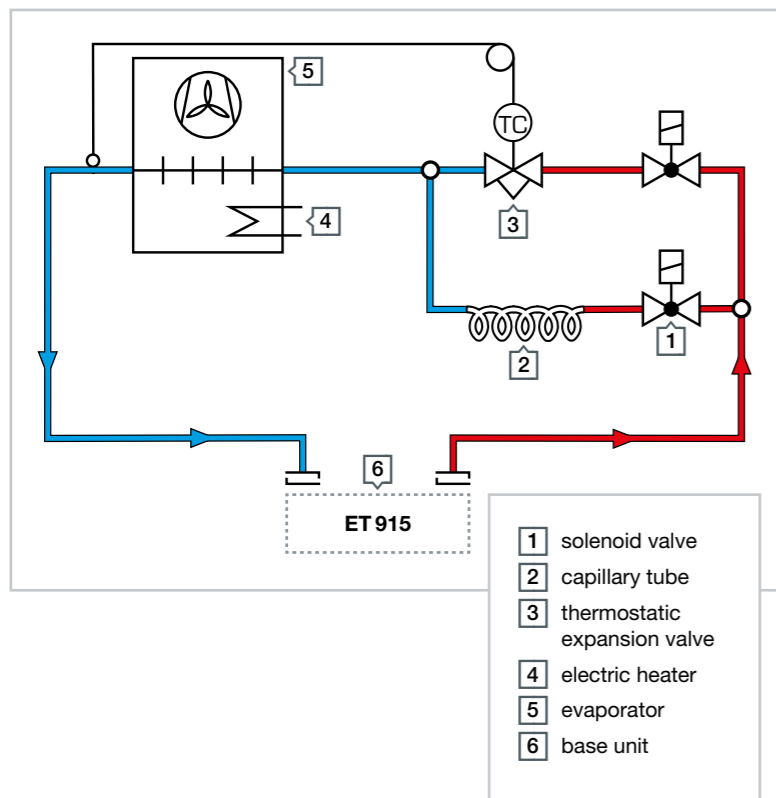 5
TC
4
3
1
2
6
ET 915
1 solenoid valve
2 capillary tube
3 thermostatic
expansion valve
4 electric heater
5 evaporator
6 base unit